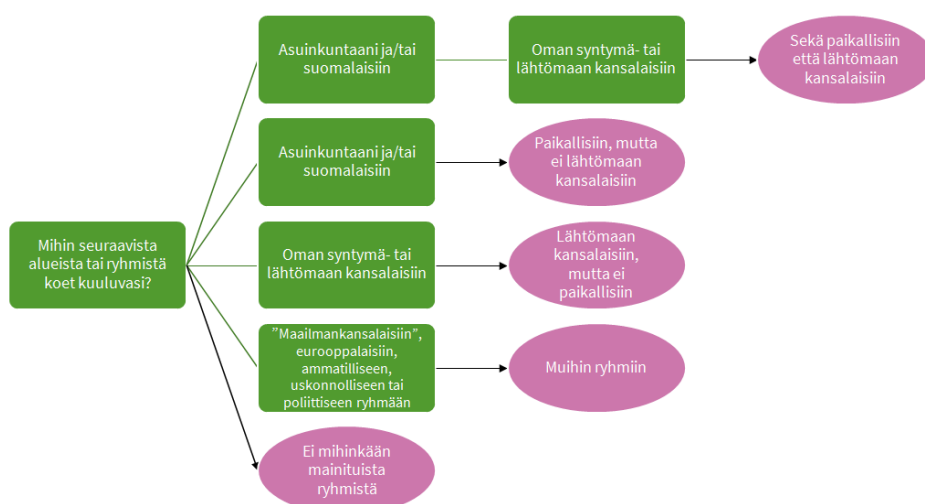 Mihin seuraavista
alueista tai ryhmistä
koet kuuluvasi?
Asuinkuntaani ja/tai
suomalaisiin
Oman syntymä- tai
lähtömaan kansalaisiin
Sekä paikallisiin
että lähtömaan
kansalaisiin
Asuinkuntaani ja/tai
suomalaisiin
Paikallisiin, mutta
ei lähtömaan
kansalaisiin
Oman syntymä- tai
lähtömaan kansalaisiin
Lähtömaan
kansalaisiin,
mutta ei
paikallisiin
”Maailmankansalaisiin”,
eurooppalaisiin,
ammatilliseen,
uskonnolliseen tai
poliittiseen ryhmään
Muihin ryhmiin
Ei mihinkään
mainituista
ryhmistä